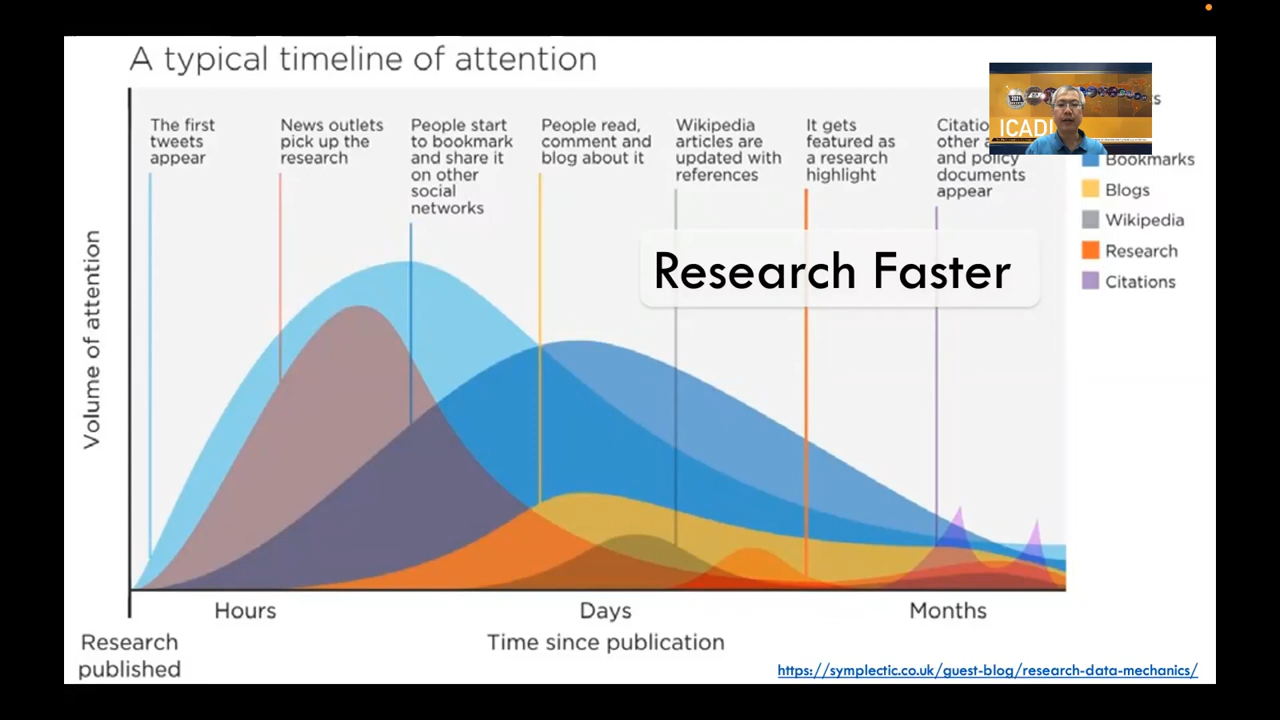 A typical timeline of attention
The first
tweets
appear
News outlets
pick up the
research
People start
to bookmark
and share it
on other
social
networks
People read,
comment and
blog about it
Wikipedia
articles are
updated with
references
It gets
featured as
a research
highlight
and policy
documents
appear
2021
ICADL
Bookmarks
Blogs
Wikipedia
Research
Citations
Research Faster
Volume of attention
Hours
Days
Months
Research
published
Time since publication
https://symplectic.co.uk/guest-blog/research-data-mechanics/